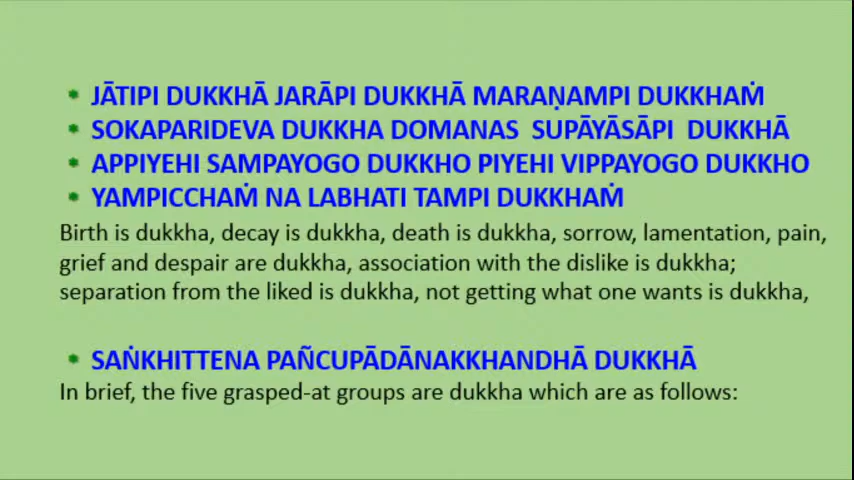 JĀTIPI DUKKHĀ JARĀPI DUKKHĀ MARAṆAMPI DUKKHAṀ
SOKAPARIDEVA DUKKHA DOMANAS SUPĀYĀSĀPI DUKKHĀ
APPIYEHI SAMPAYOGO DUKKHO PIYEHI VIPPAYOGO DUKKHO
YAMPICCHAṀ NA LABHATI TAMPI DUKKHAṀ
Birth is dukkha, decay is dukkha, death is dukkha, sorrow, lamentation, pain,
grief and despair are dukkha, association with the dislike is dukkha;
separation from the liked is dukkha, not getting what one wants is dukkha,
SAṄKHITTENA PAÑCUPĀDĀNAKKHANDHĀ DUKKHĀ
In brief, the five grasped-at groups are dukkha which are as follows: